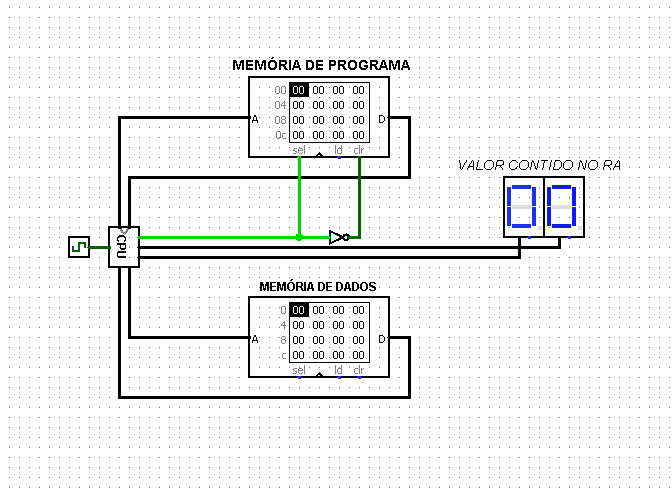 MEMÓRIA DE PROGRAMA
00 00 00 00 00
04 00 00 00 00
A 08 00 00 00 00 D
0c 00 00 00 00
sel ld clr
VALOR CONTIDO NO RA
00
CPU
MEMÓRIA DE DADOS
0 00 00 00 00
4 00 00 00 00
A 8 00 00 00 00 D
c 00 00 00 00
sel ld clr